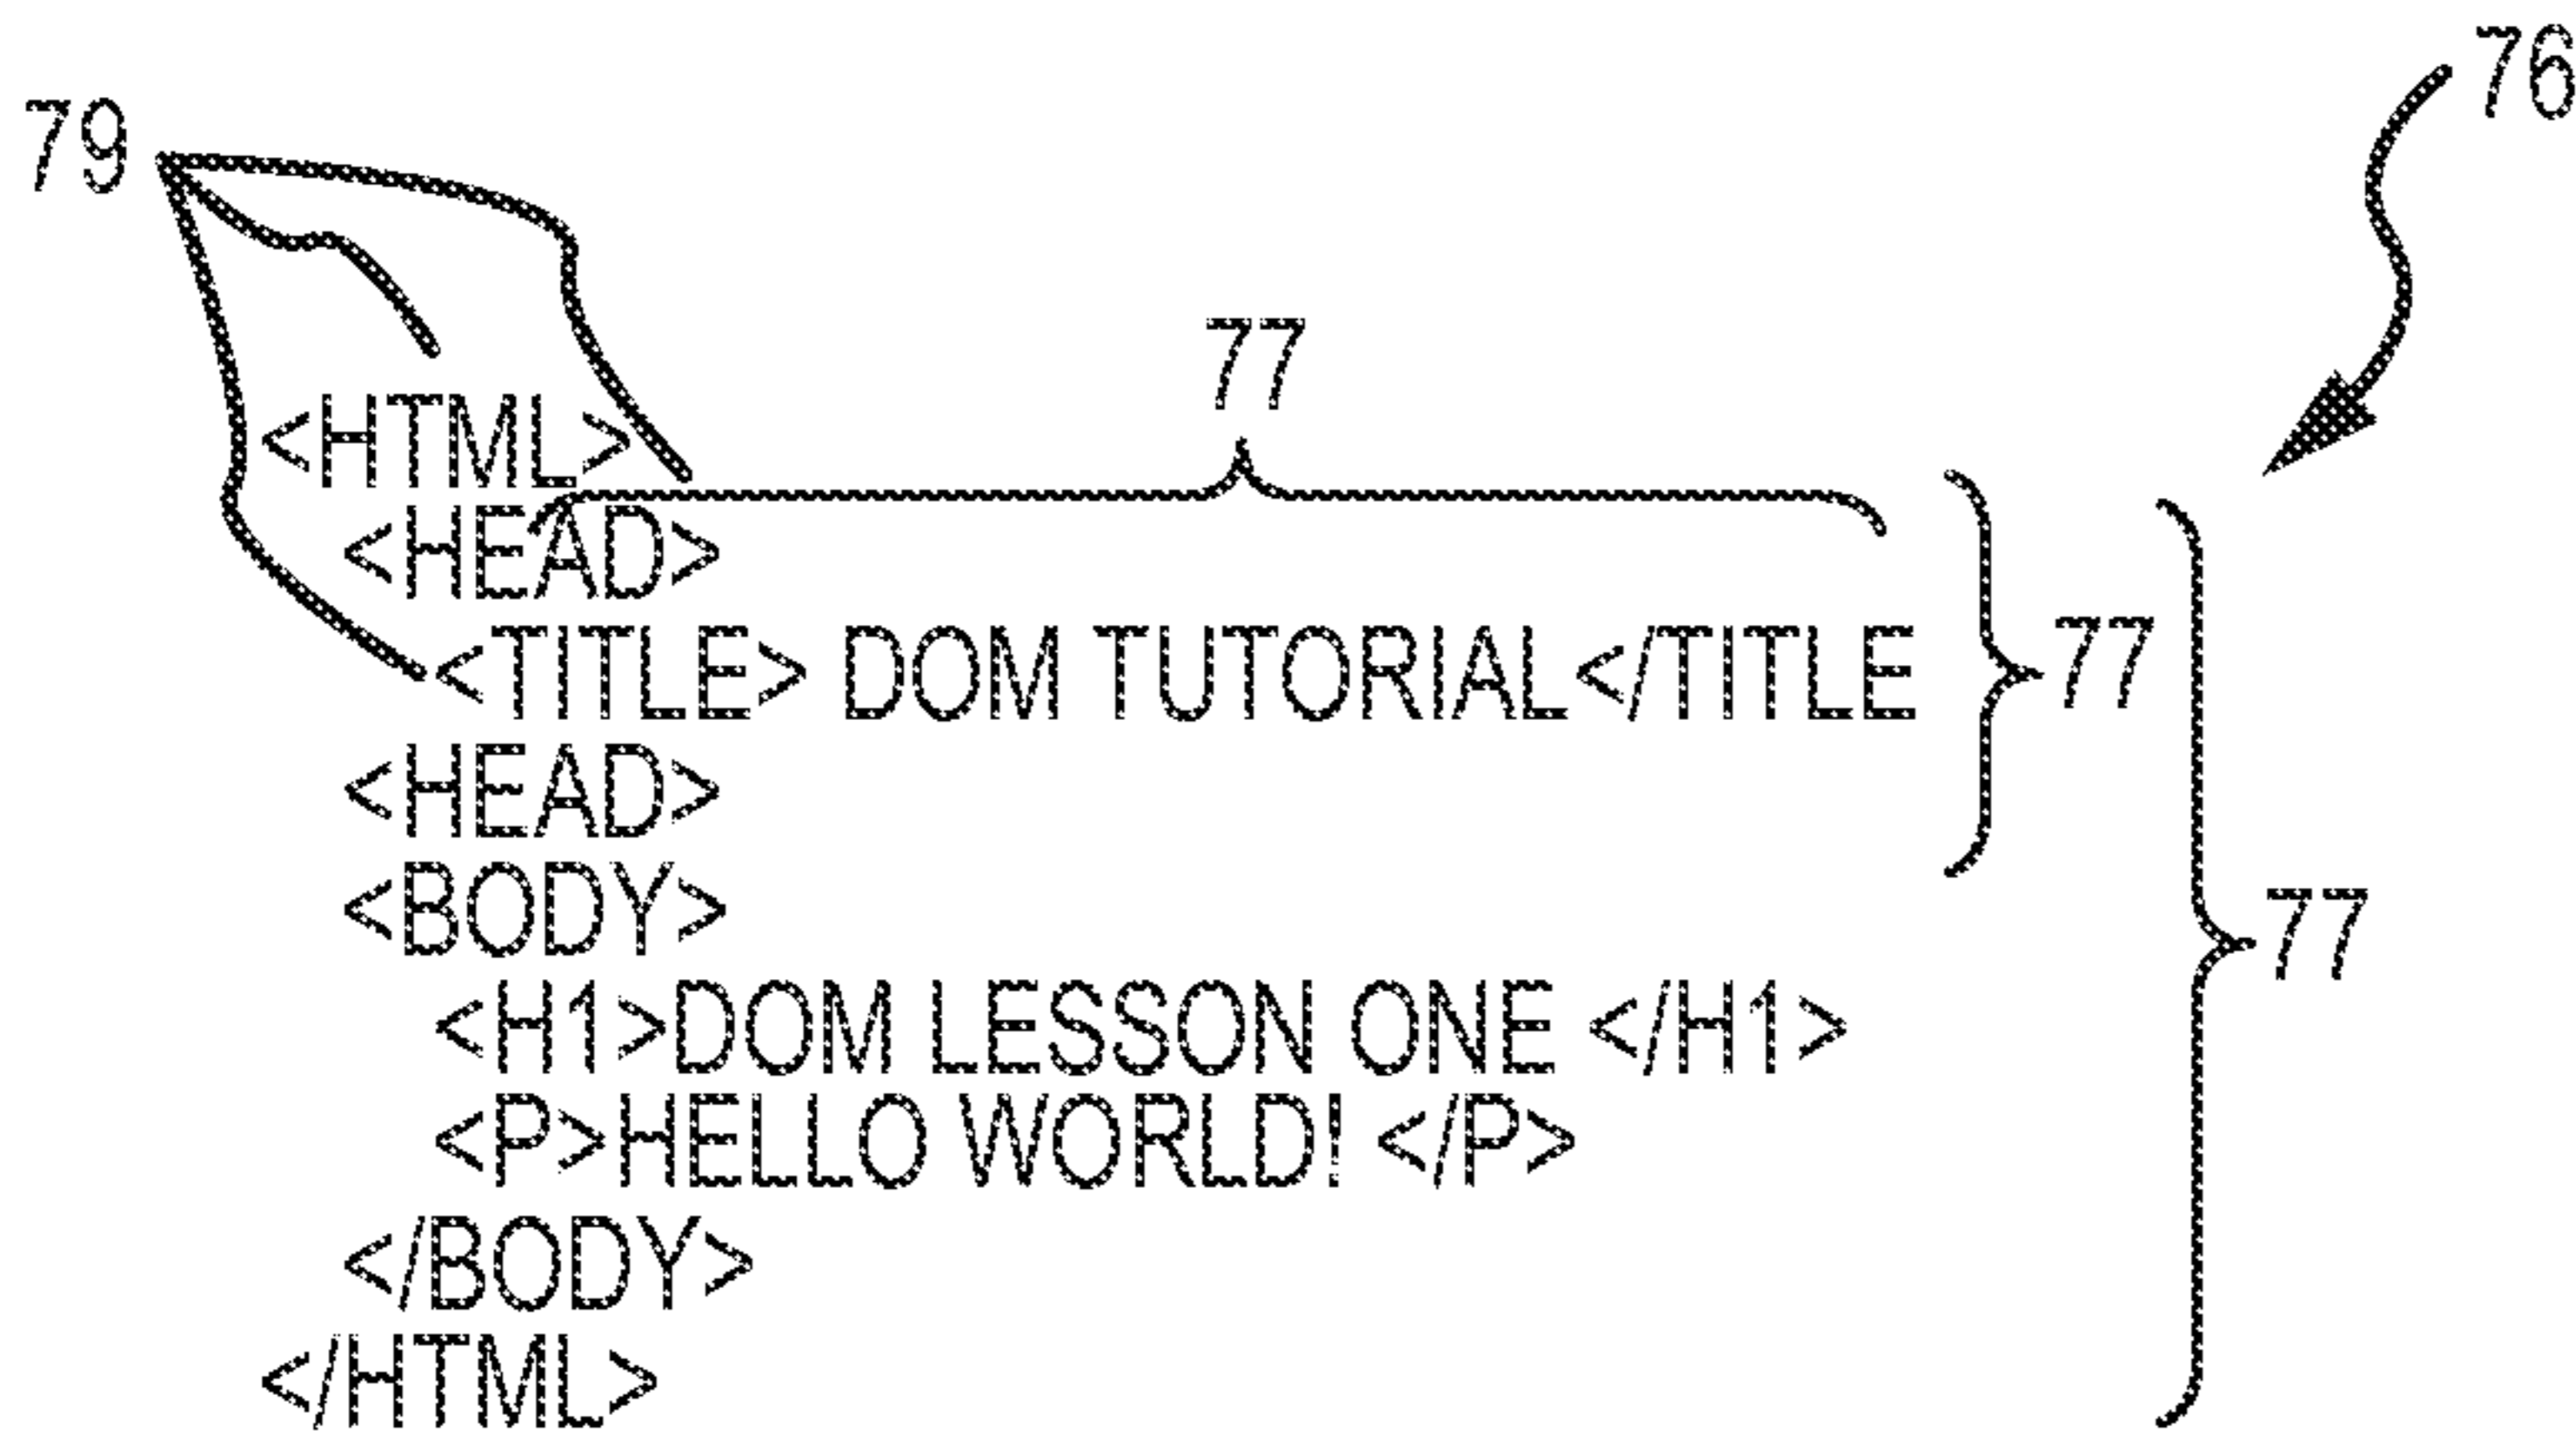 76
79
77
<HTML>
<HEAD>
<TITLE> DOM TUTORIAL</TITLE
77
<HEAD>
<BODY>
77
<H1>DOM LESSON ONE </H1>
<P>HELLO WORLD! </P>
</BODY>
</HTML>